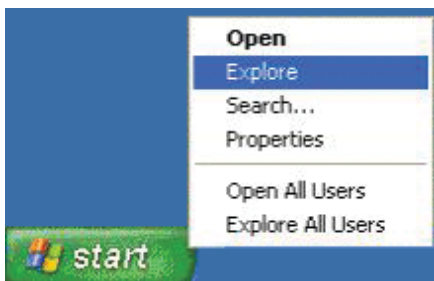 Open
Explore
Search...
Properties
Open All Users
Explore All Users
start